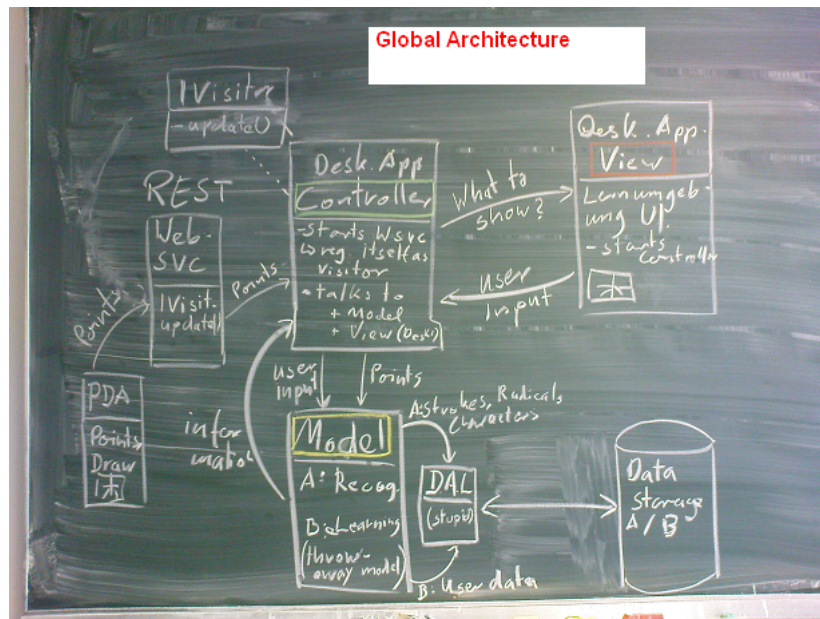 Global Architecture
IVisitor
-update()
REST
Web-
SVC
IVisit.
update()
Points
Points
PDA
Points
Draw
木
Desk. App
Controller
-Starts Wsvc
↳ reg. itself as
visitor
-talks to
+ Model
+ View (Desk)
What to
show?
User
Input
Desk. App.
View
Lernumgeb-
ung UI
- starts
Controller
木
User
Input
Points
infor
mation
Model
A: Recog.
B: Learning
(throw-
away model)
A: Strokes, Radicals,
Characters
DAL
(stupid)
B: User data
Data
Storage
A / B